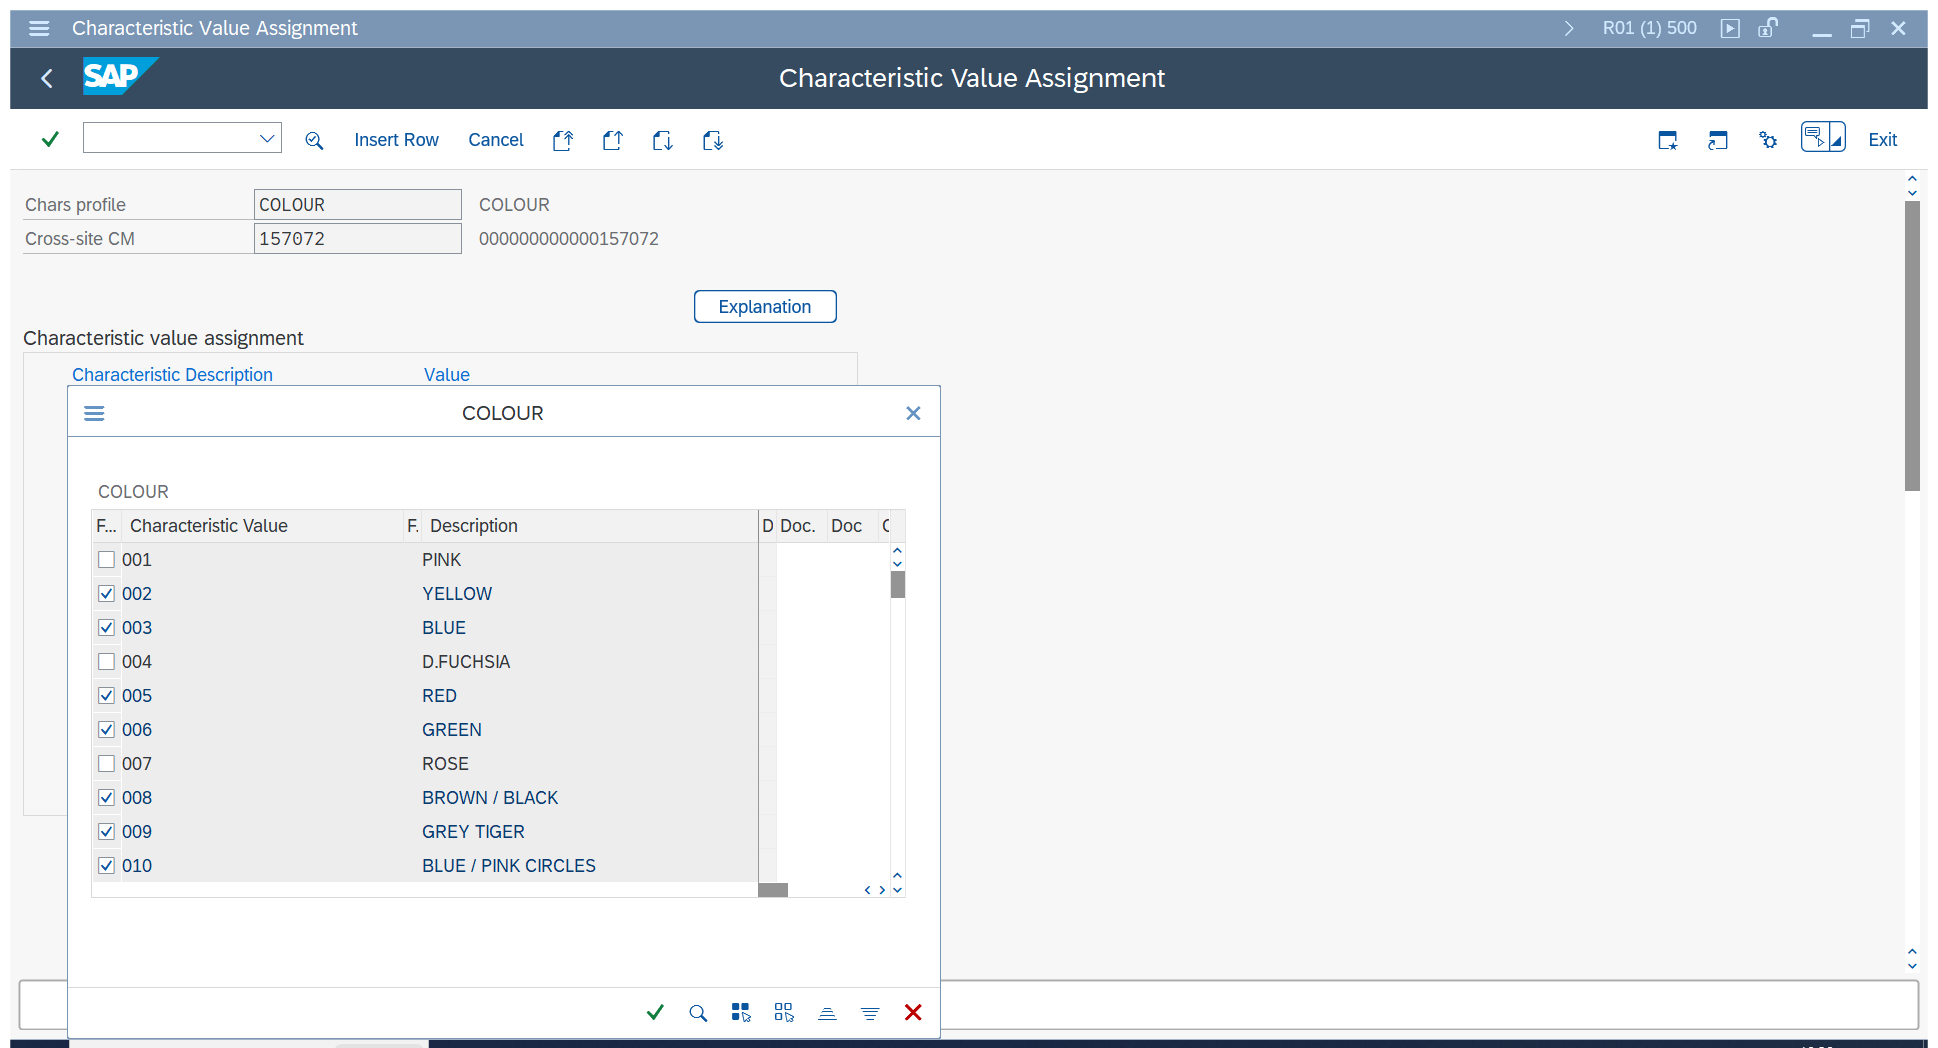 Characteristic Value Assignment
R01 (1) 500
SAP
Characteristic Value Assignment
Insert Row
Cancel
Exit
Chars profile
COLOUR
COLOUR
Cross-site CM
157072
000000000000157072
Explanation
Characteristic value assignment
Characteristic Description
Value
COLOUR
COLOUR
F...
Characteristic Value
F.
Description
D
Doc.
Doc
001
PINK
002
YELLOW
003
BLUE
004
D.FUCHSIA
005
RED
006
GREEN
007
ROSE
008
BROWN / BLACK
009
GREY TIGER
010
BLUE / PINK CIRCLES